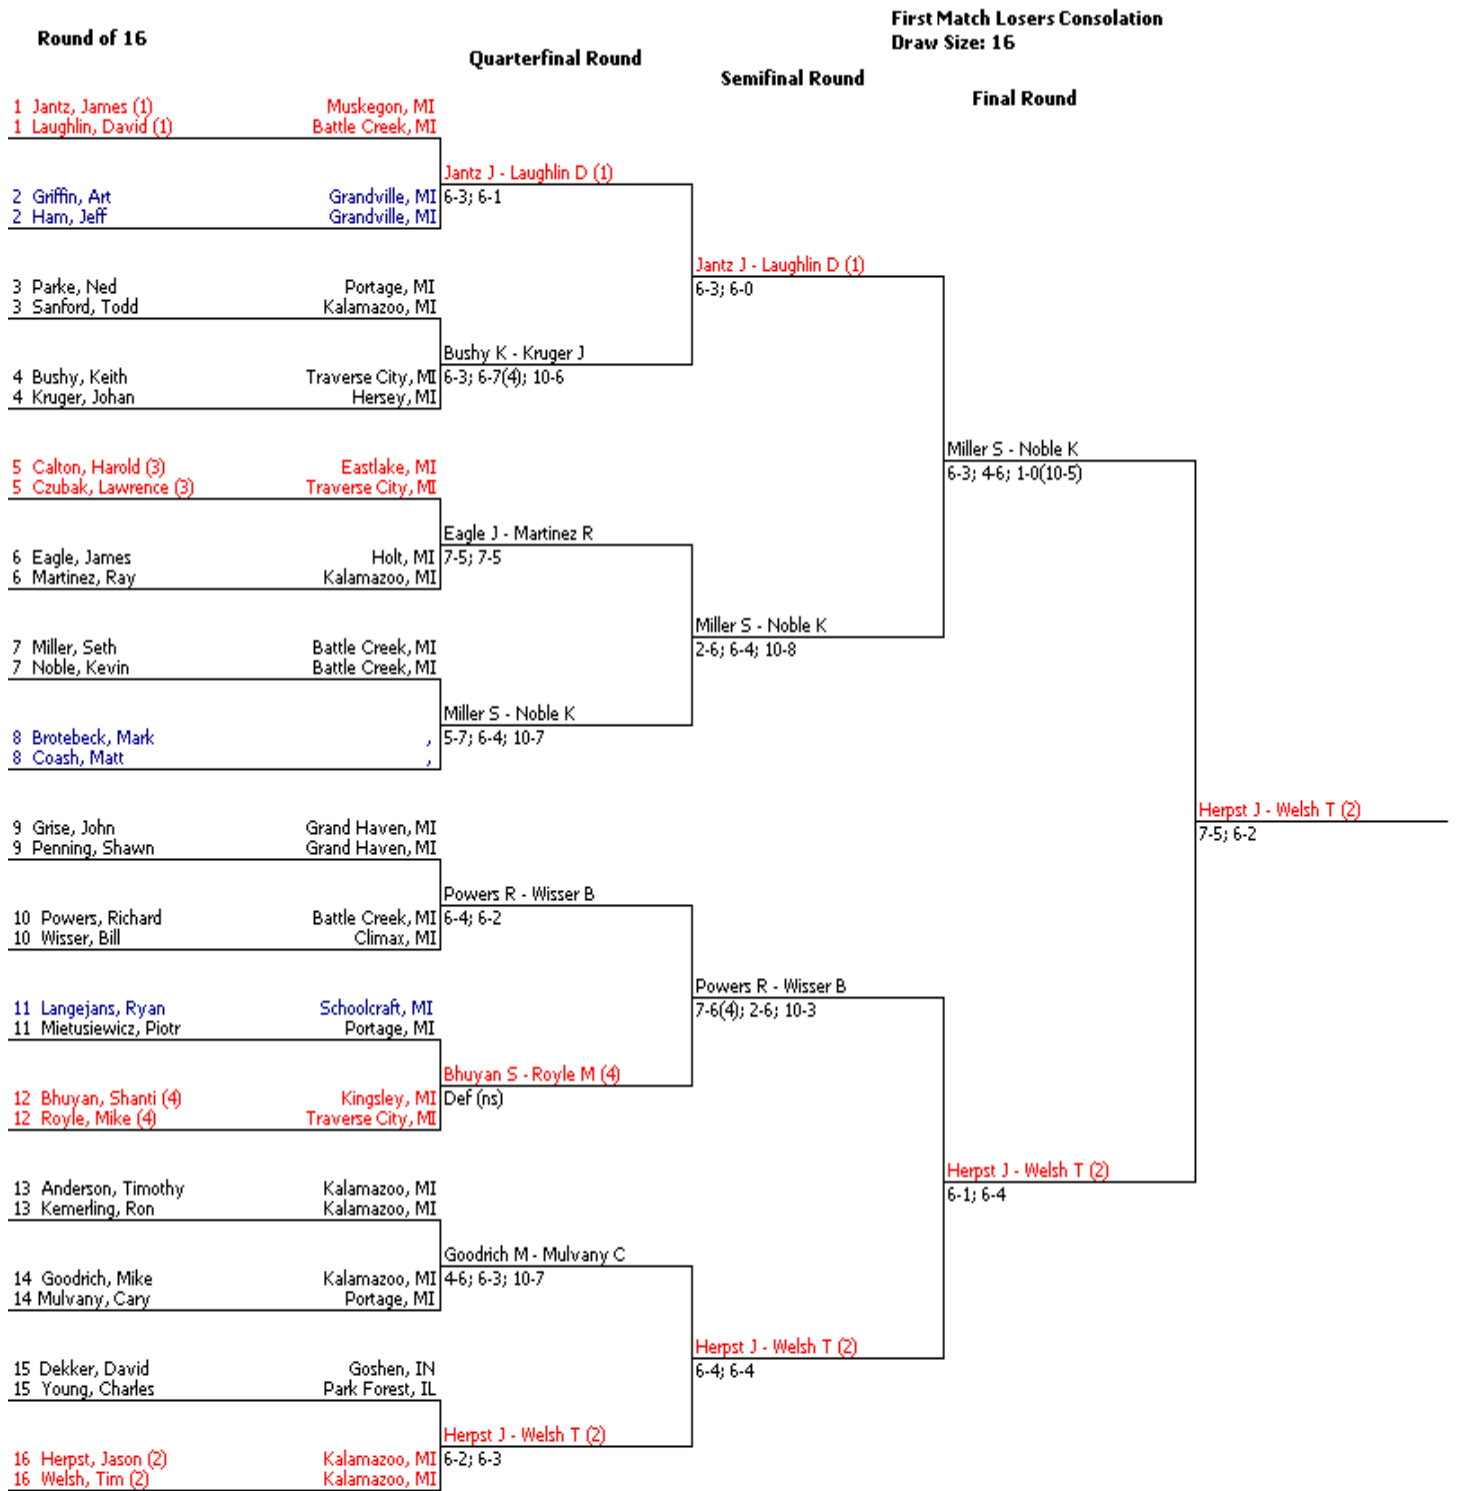 First Match Losers Consolation
Draw Size: 16
Round of 16
Quarterfinal Round
Semifinal Round
Final Round
1 Jantz, James (1) Muskegon, MI
1 Laughlin, David (1) Battle Creek, MI
Jantz J - Laughlin D (1)
6-3; 6-1
2 Griffin, Art Grandville, MI
2 Ham, Jeff Grandville, MI
Jantz J - Laughlin D (1)
6-3; 6-0
3 Parke, Ned Portage, MI
3 Sanford, Todd Kalamazoo, MI
Bushy K - Kruger J
6-3; 6-7(4); 10-6
4 Bushy, Keith Traverse City, MI
4 Kruger, Johan Hersey, MI
Miller S - Noble K
6-3; 4-6; 1-0(10-5)
5 Calton, Harold (3) Eastlake, MI
5 Czubak, Lawrence (3) Traverse City, MI
Eagle J - Martinez R
7-5; 7-5
6 Eagle, James Holt, MI
6 Martinez, Ray Kalamazoo, MI
Miller S - Noble K
2-6; 6-4; 10-8
7 Miller, Seth Battle Creek, MI
7 Noble, Kevin Battle Creek, MI
Miller S - Noble K
5-7; 6-4; 10-7
8 Brotebeck, Mark ,
8 Coash, Matt ,
Herpst J - Welsh T (2)
7-5; 6-2
9 Grise, John Grand Haven, MI
9 Penning, Shawn Grand Haven, MI
Powers R - Wisser B
6-4; 6-2
10 Powers, Richard Battle Creek, MI
10 Wisser, Bill Climax, MI
Powers R - Wisser B
7-6(4); 2-6; 10-3
11 Langejans, Ryan Schoolcraft, MI
11 Mietusiewicz, Piotr Portage, MI
Bhuyan S - Royle M (4)
Def (ns)
12 Bhuyan, Shanti (4) Kingsley, MI
12 Royle, Mike (4) Traverse City, MI
Herpst J - Welsh T (2)
6-1; 6-4
13 Anderson, Timothy Kalamazoo, MI
13 Kemerling, Ron Kalamazoo, MI
Goodrich M - Mulvany C
4-6; 6-3; 10-7
14 Goodrich, Mike Kalamazoo, MI
14 Mulvany, Cary Portage, MI
Herpst J - Welsh T (2)
6-4; 6-4
15 Dekker, David Goshen, IN
15 Young, Charles Park Forest, IL
Herpst J - Welsh T (2)
6-2; 6-3
16 Herpst, Jason (2) Kalamazoo, MI
16 Welsh, Tim (2) Kalamazoo, MI